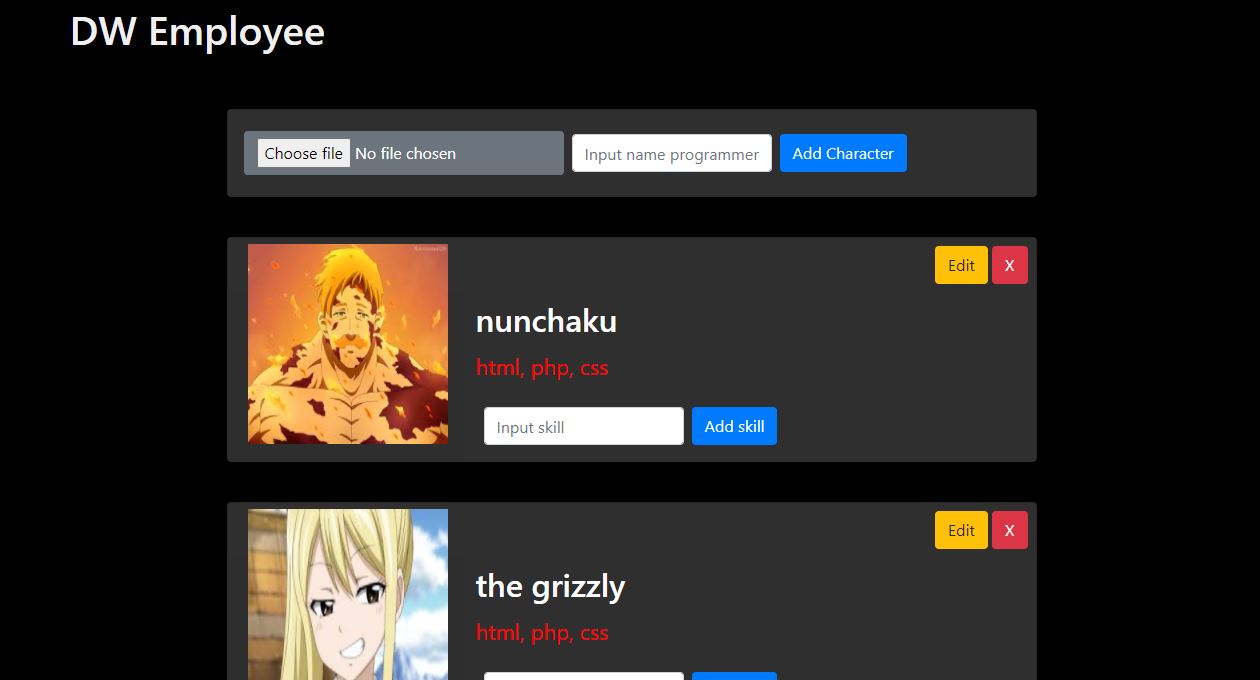 DW Employee
Choose file No file chosen Input name programmer Add Character
Edit X
nunchaku
html, php, css
Input skill Add skill
Edit X
the grizzly
html, php, css